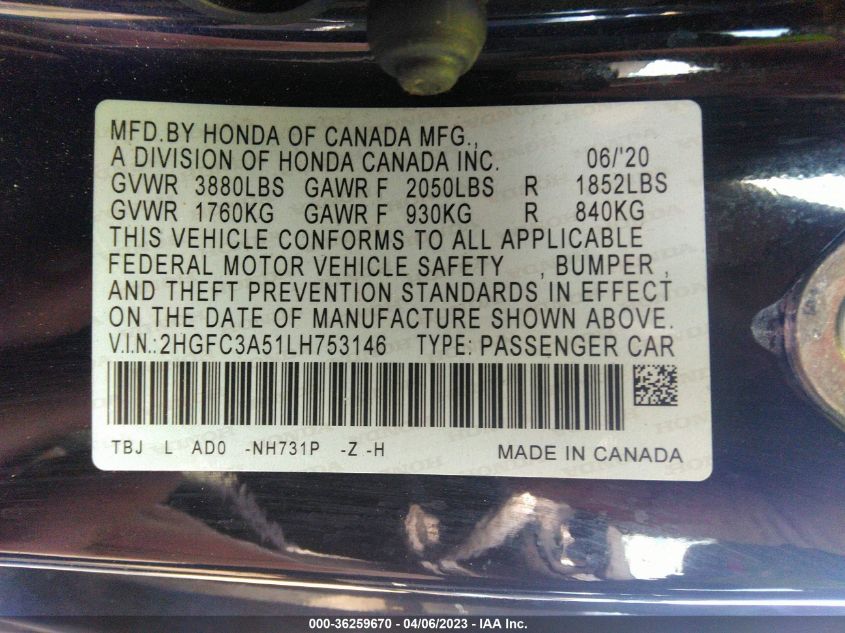 MFD.BY HONDA OF CANADA MFG.,
A DIVISION OF HONDA CANADA INC. 06/'20
GVWR 3880LBS GAWR F 2050LBS R 1852LBS
GVWR 1760KG GAWR F 930KG R 840KG
THIS VEHICLE CONFORMS TO ALL APPLICABLE
FEDERAL MOTOR VEHICLE SAFETY , BUMPER ,
AND THEFT PREVENTION STANDARDS IN EFFECT
ON THE DATE OF MANUFACTURE SHOWN ABOVE.
V.I.N.:2HGFC3A51LH753146 TYPE: PASSENGER CAR
TBJ L AD0 -NH731P -Z -H MADE IN CANADA
000-36259670 - 04/06/2023 - IAA Inc.